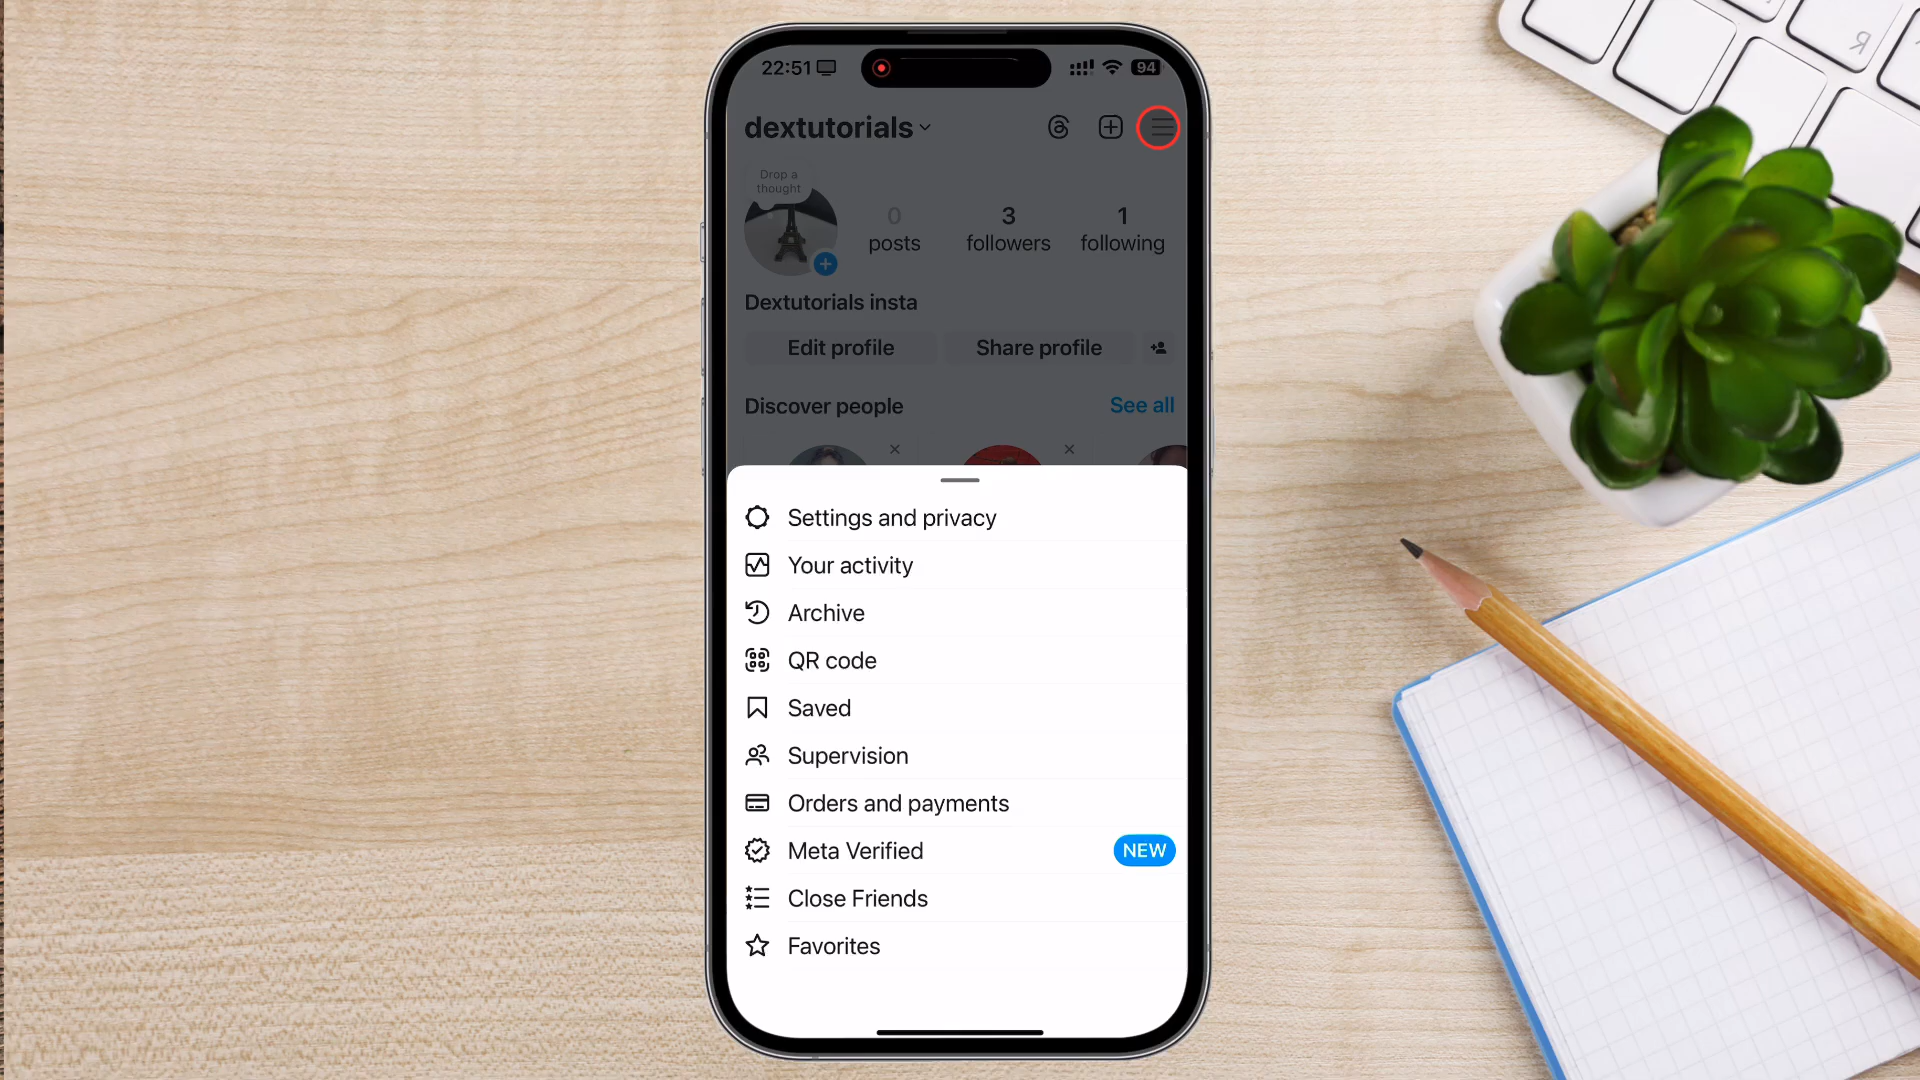 22:51
94
dextutorials
Drop a
thought
0 3 1
posts followers following
Dextutorials insta
Edit profile Share profile
Discover people See all
Settings and privacy
Your activity
Archive
QR code
Saved
Supervision
Orders and payments
Meta Verified NEW
Close Friends
Favorites
R